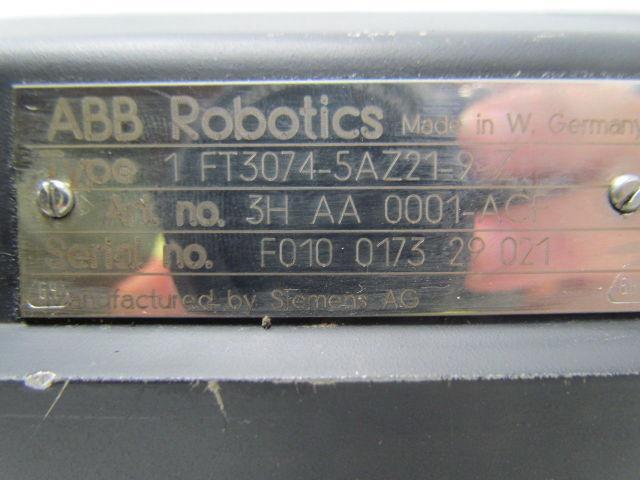 ABB Robotics Made in W. Germany
Type 1 FT3074-5AZ21-9-Z
Art. no. 3H AA 0001-ACF
Serial no. F010 0173 29 021
Manufactured by Siemens AG